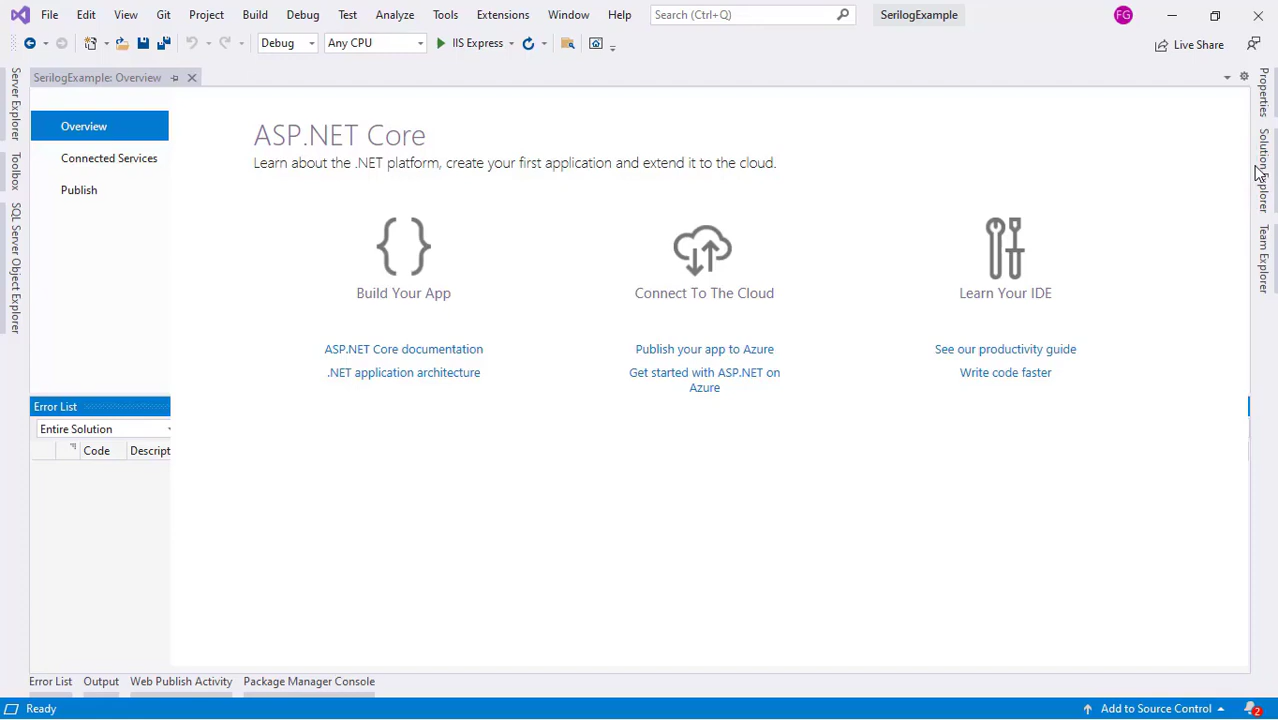 File Edit View Git Project Build Debug Test Analyze Tools Extensions Window Help Search (Ctrl+Q) SerilogExample FG
Debug Any CPU IIS Express Live Share
SerilogExample: Overview
Server Explorer
Toolbox
SQL Server Object Explorer
Overview
Connected Services
Publish
ASP.NET Core
Learn about the .NET platform, create your first application and extend it to the cloud.
Build Your App
ASP.NET Core documentation
.NET application architecture
Connect To The Cloud
Publish your app to Azure
Get started with ASP.NET on
Azure
Learn Your IDE
See our productivity guide
Write code faster
Properties
Solution Explorer
Team Explorer
Error List
Entire Solution
Code Descript
Error List Output Web Publish Activity Package Manager Console
Ready Add to Source Control 2